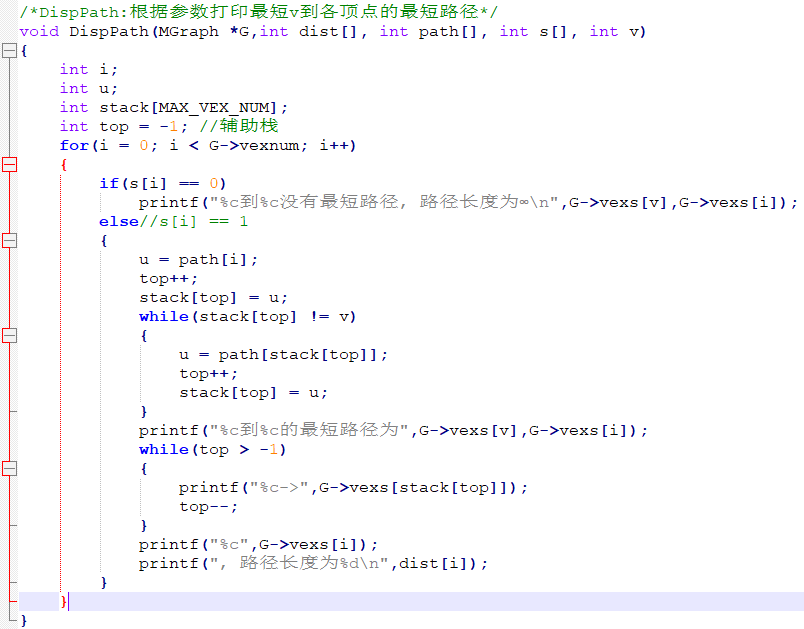 /*DispPath:根据参数打印最短v到各顶点的最短路径*/
void DispPath(MGraph *G,int dist[], int path[], int s[], int v)
{
    int i;
    int u;
    int stack[MAX_VEX_NUM];
    int top = -1; //辅助栈
    for(i = 0; i < G->vexnum; i++)
    {
        if(s[i] == 0)
            printf("%c到%c没有最短路径, 路径长度为∞\n",G->vexs[v],G->vexs[i]);
        else//s[i] == 1
        {
            u = path[i];
            top++;
            stack[top] = u;
            while(stack[top] != v)
            {
                u = path[stack[top]];
                top++;
                stack[top] = u;
            }
            printf("%c到%c的最短路径为",G->vexs[v],G->vexs[i]);
            while(top > -1)
            {
                printf("%c->",G->vexs[stack[top]]);
                top--;
            }
            printf("%c",G->vexs[i]);
            printf(", 路径长度为%d\n",dist[i]);
        }
    }
}